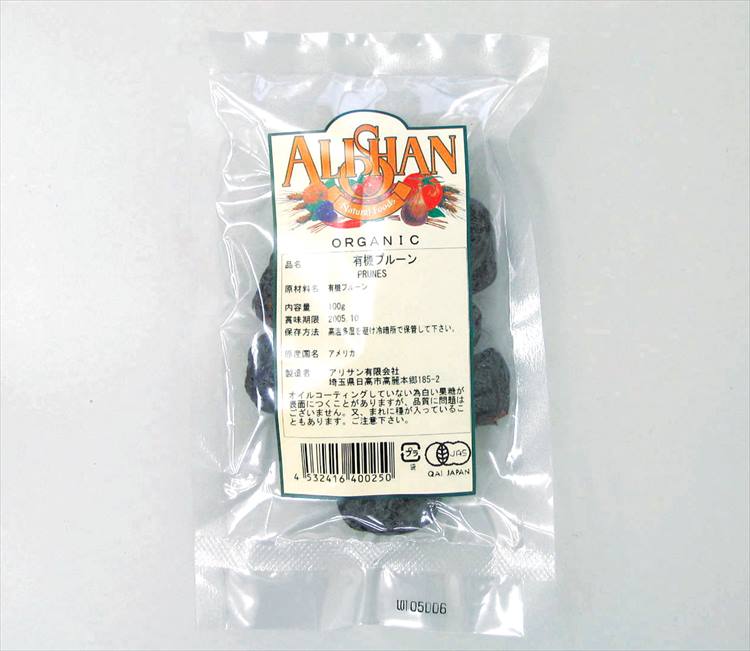 ALISHAN
Natural Foods
ORGANIC
品名 有機プルーン
PRUNES
原材料名 有機プルーン
内容量 100g
賞味期限 2005.10
保存方法 高温多湿を避け冷暗所で保管して下さい。
原産国名 アメリカ
製造者 アリサン有限会社
埼玉県日高市高麗本郷185-2
オイルコーティングしていない為白い果糖が
表面につくことがありますが、品質に問題は
ございません。又、まれに種が入っているこ
ともあります。ご注意下さい。
4 532416 400250
プラ
袋
JAS
QAI JAPAN